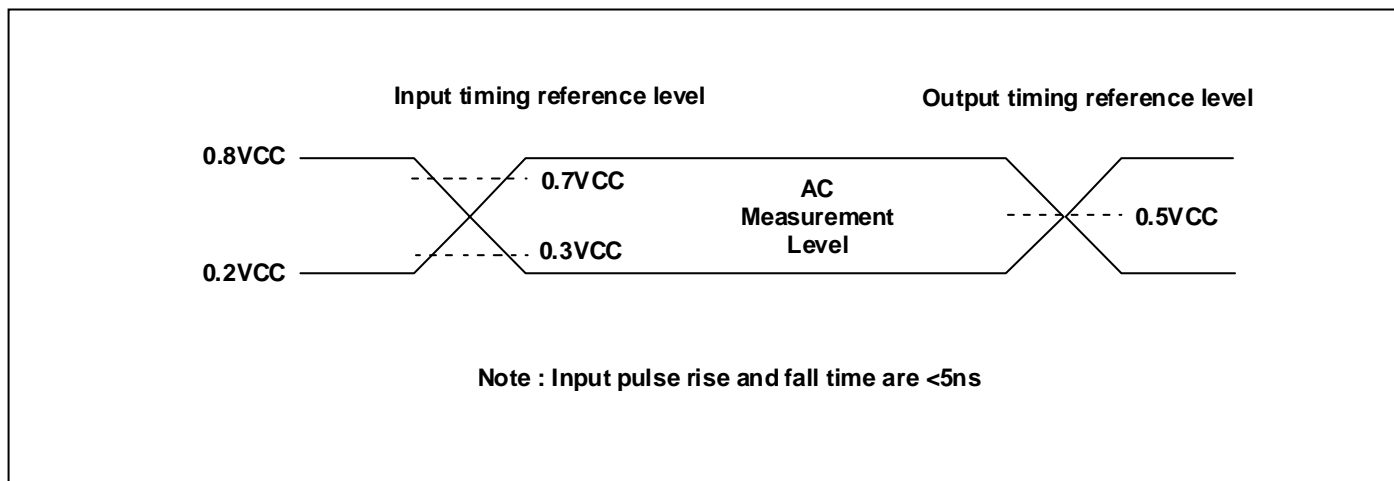 Input timing reference level
Output timing reference level
0.8VCC
0.7VCC
AC
Measurement
Level
0.5VCC
0.3VCC
0.2VCC
Note : Input pulse rise and fall time are <5ns